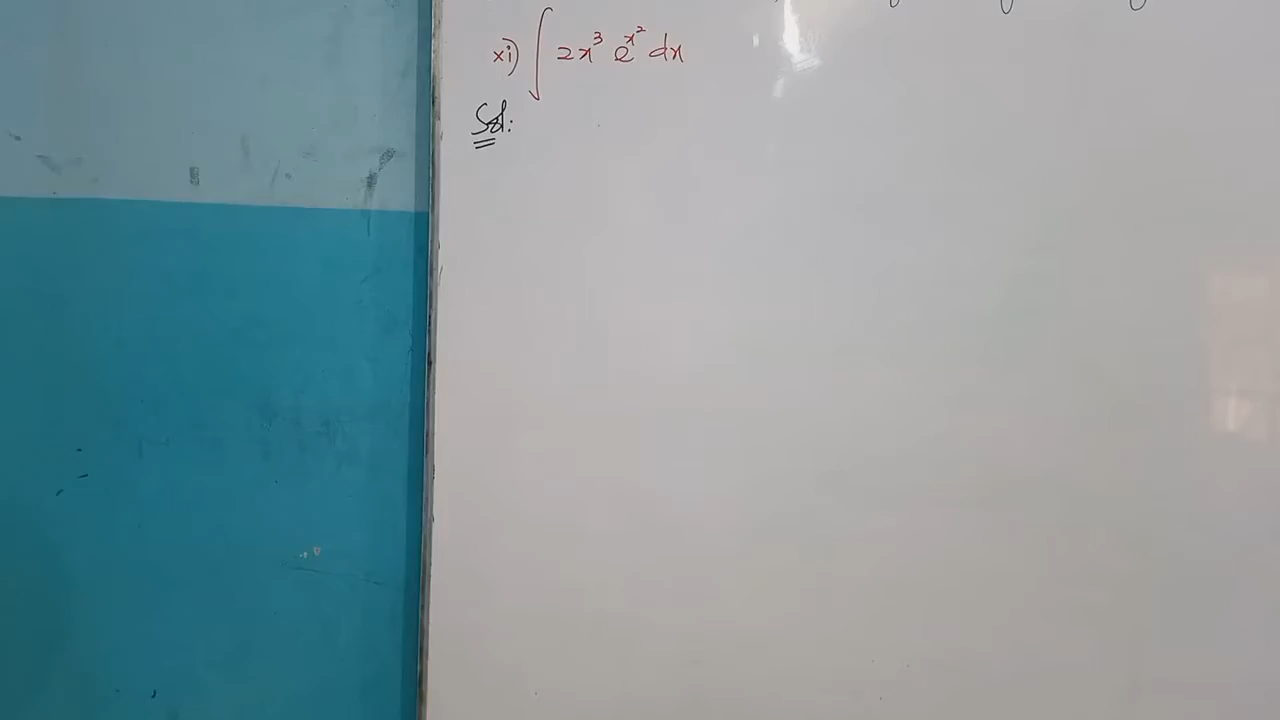 xi) ∫ 2x³ e^{x²} dx
Sol: